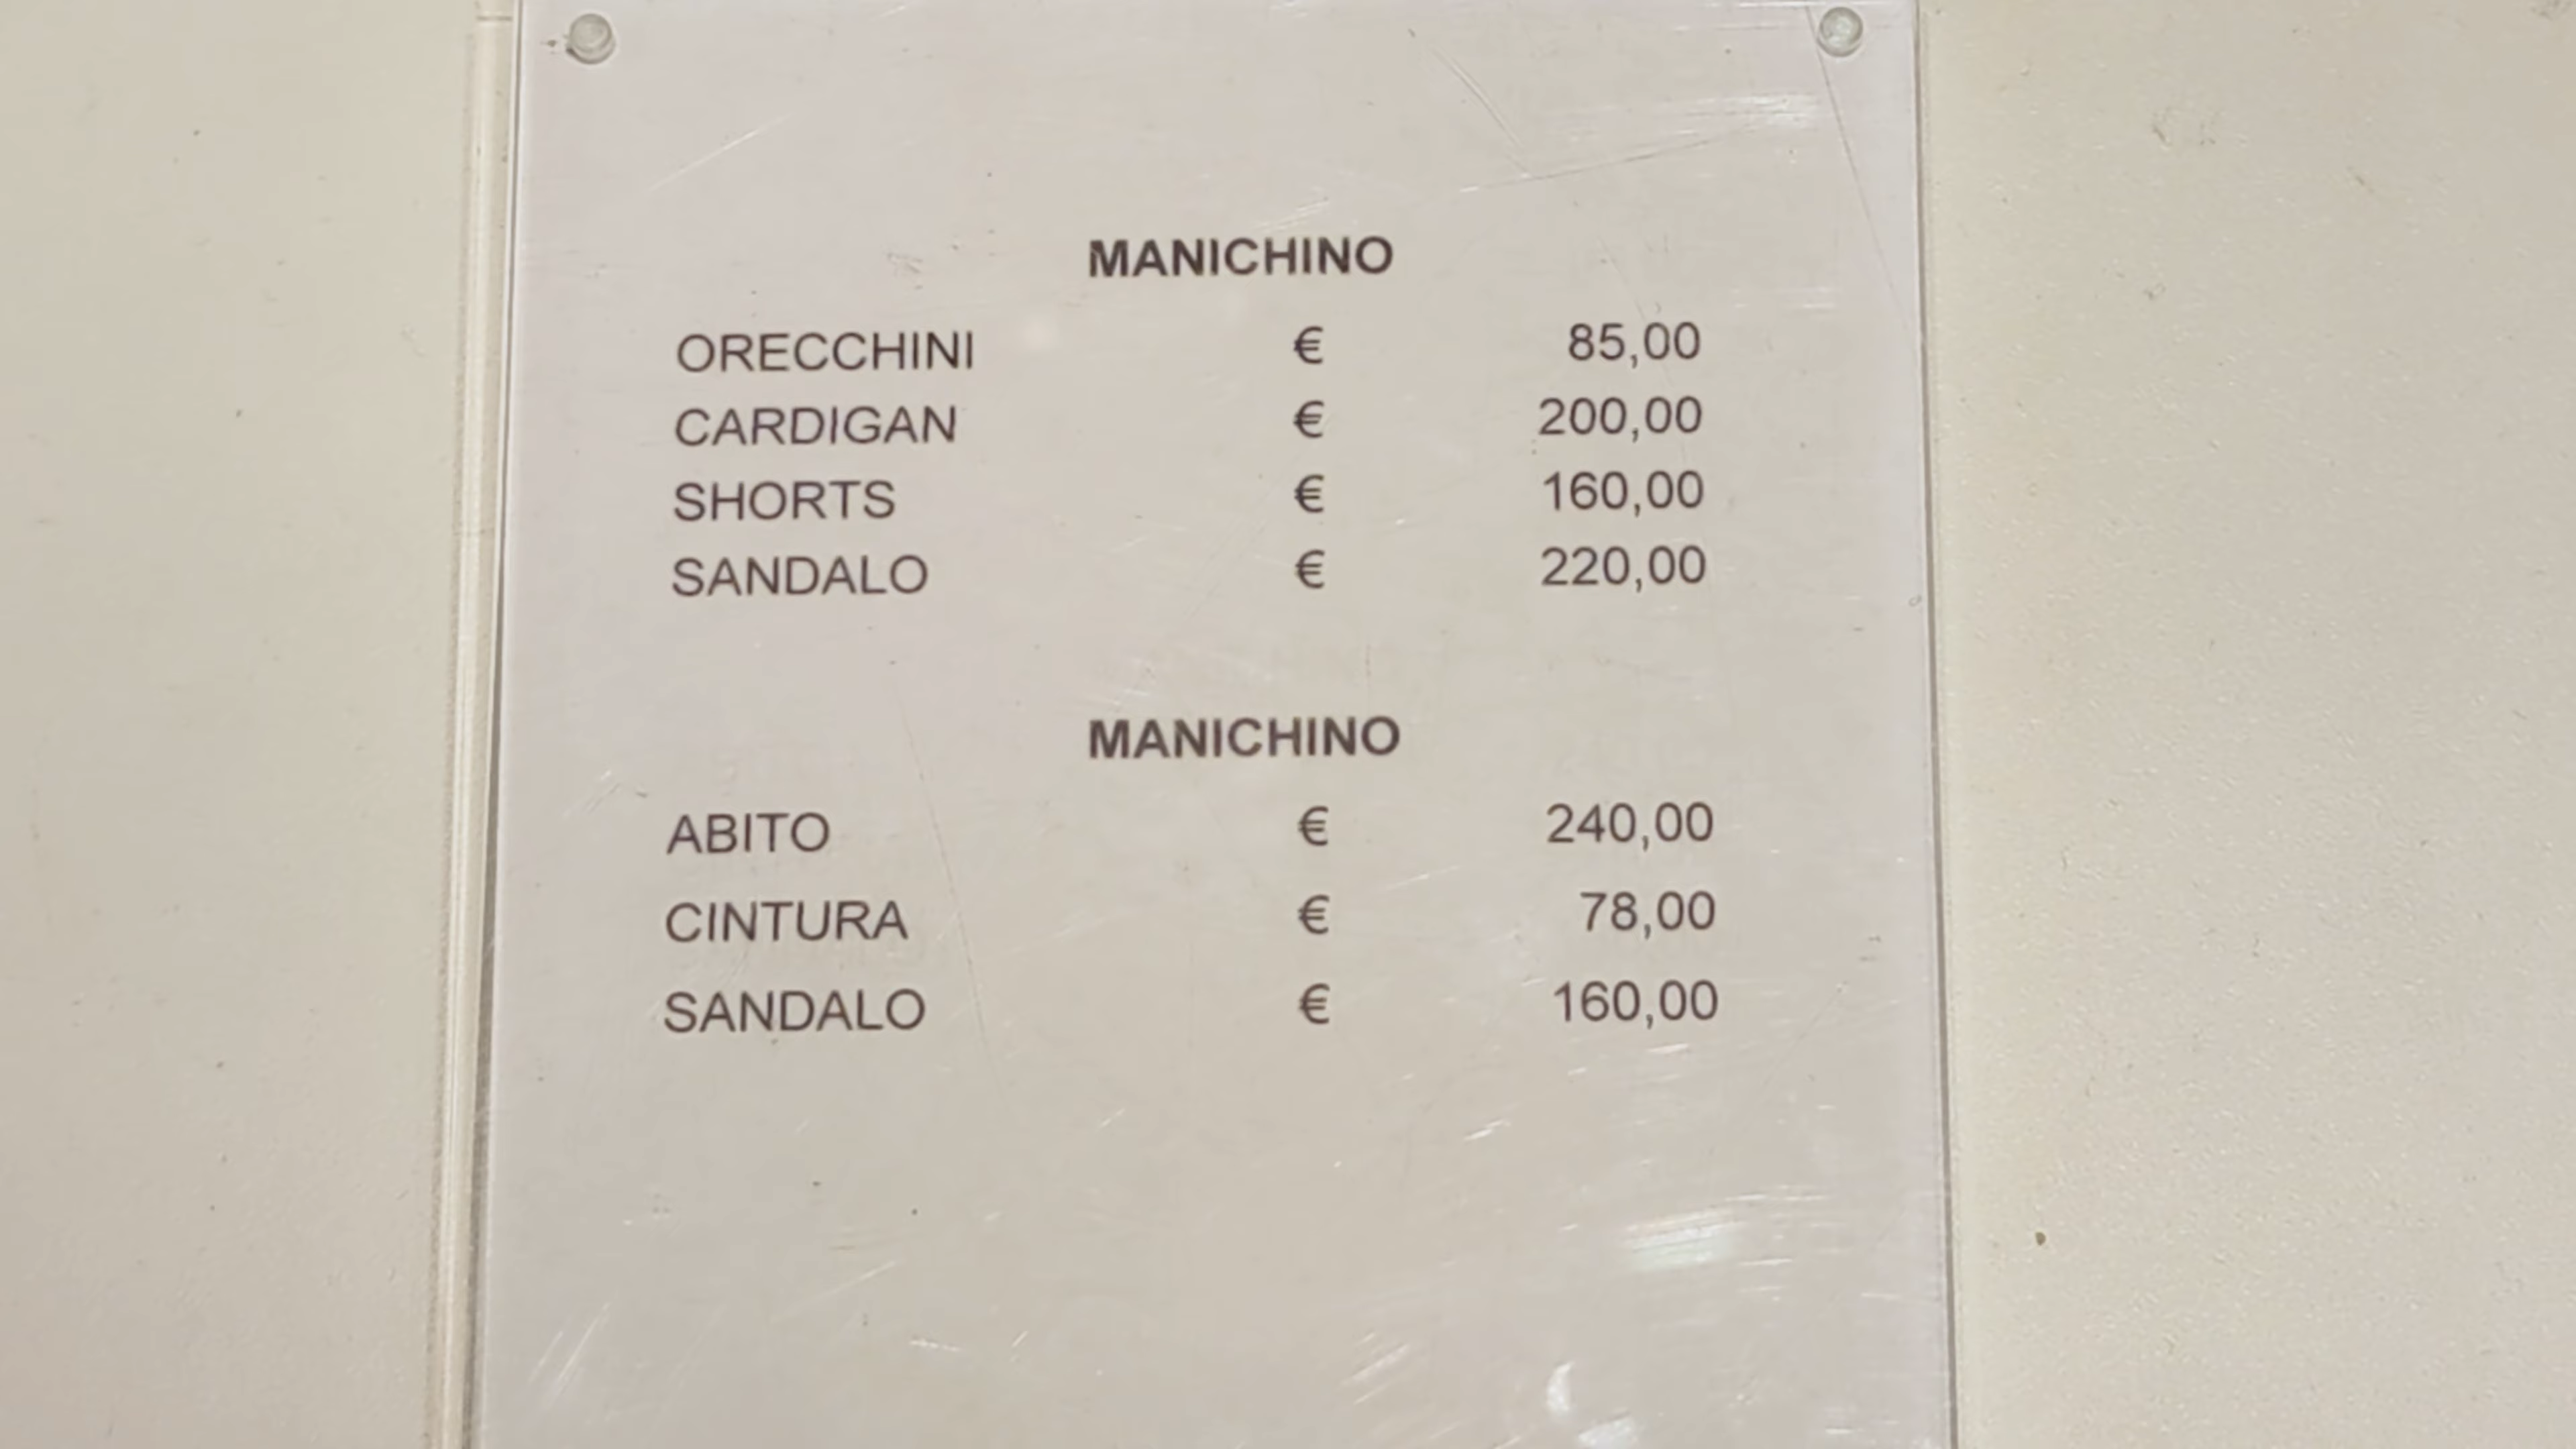 MANICHINO
ORECCHINI € 85,00
CARDIGAN € 200,00
SHORTS € 160,00
SANDALO € 220,00
MANICHINO
ABITO € 240,00
CINTURA € 78,00
SANDALO € 160,00